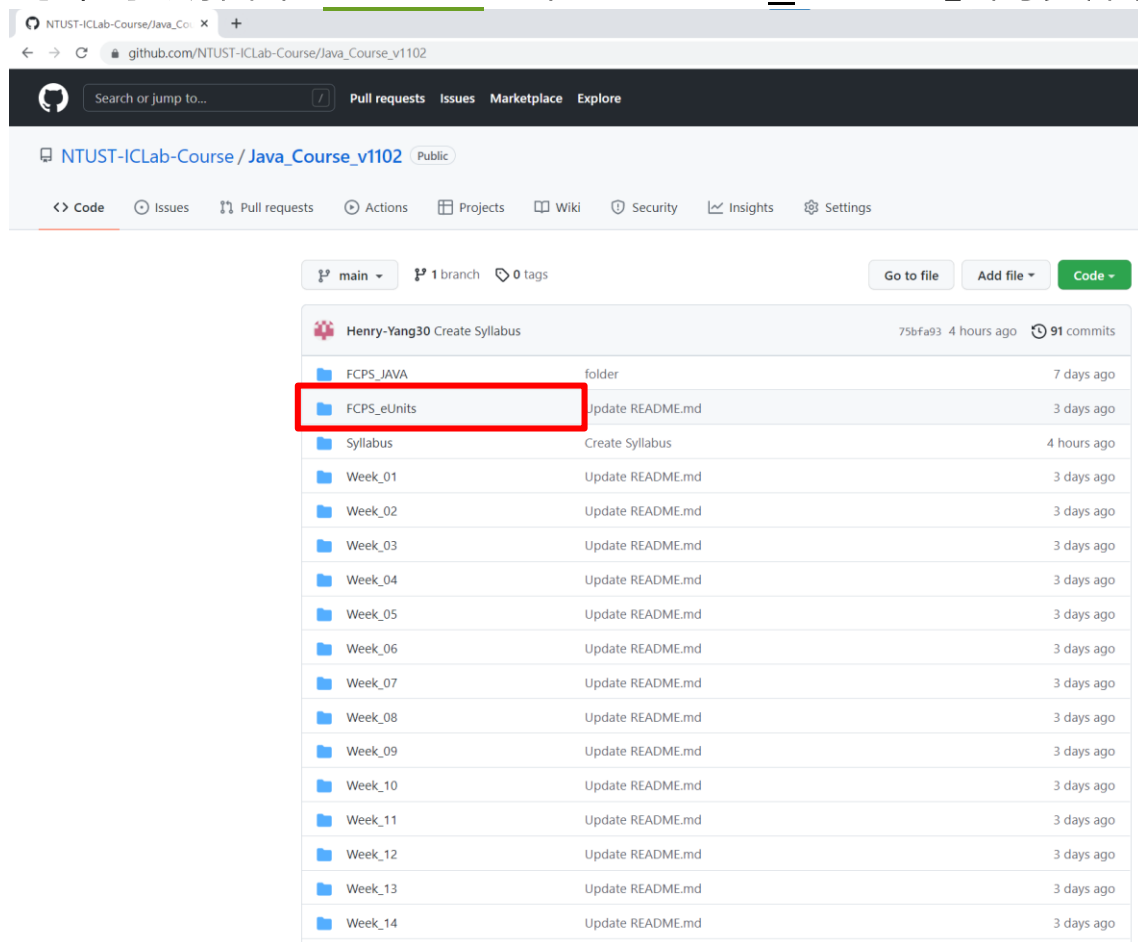 NTUST-ICLab-Course/Java_Cou
github.com/NTUST-ICLab-Course/Java_Course_v1102
Search or jump to... / Pull requests Issues Marketplace Explore
NTUST-ICLab-Course / Java_Course_v1102 Public
<> Code Issues Pull requests Actions Projects Wiki Security Insights Settings
main 1 branch 0 tags Go to file Add file Code
Henry-Yang30 Create Syllabus 75bfa93 4 hours ago 91 commits
FCPS_JAVA folder 7 days ago
FCPS_eUnits Update README.md 3 days ago
Syllabus Create Syllabus 4 hours ago
Week_01 Update README.md 3 days ago
Week_02 Update README.md 3 days ago
Week_03 Update README.md 3 days ago
Week_04 Update README.md 3 days ago
Week_05 Update README.md 3 days ago
Week_06 Update README.md 3 days ago
Week_07 Update README.md 3 days ago
Week_08 Update README.md 3 days ago
Week_09 Update README.md 3 days ago
Week_10 Update README.md 3 days ago
Week_11 Update README.md 3 days ago
Week_12 Update README.md 3 days ago
Week_13 Update README.md 3 days ago
Week_14 Update README.md 3 days ago